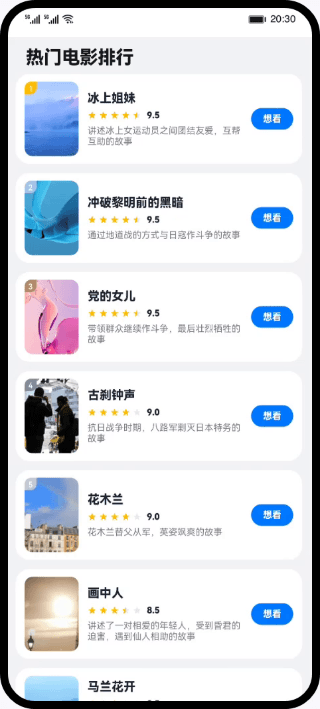 5G 5G 20:30
热门电影排行
1
冰上姐妹
9.5
讲述冰上女运动员之间团结友爱，互帮
互助的故事
想看
2
冲破黎明前的黑暗
9.5
通过地道战的方式与日寇作斗争的故事
想看
3
党的女儿
9.5
带领群众继续作斗争，最后壮烈牺牲的
故事
想看
4
古刹钟声
9.0
抗日战争时期，八路军剿灭日本特务的
故事
想看
5
花木兰
9.0
花木兰替父从军，英姿飒爽的故事
想看
画中人
8.5
讲述了一对相爱的年轻人，受到昏君的
迫害，遇到仙人相助的故事
想看
马兰花开